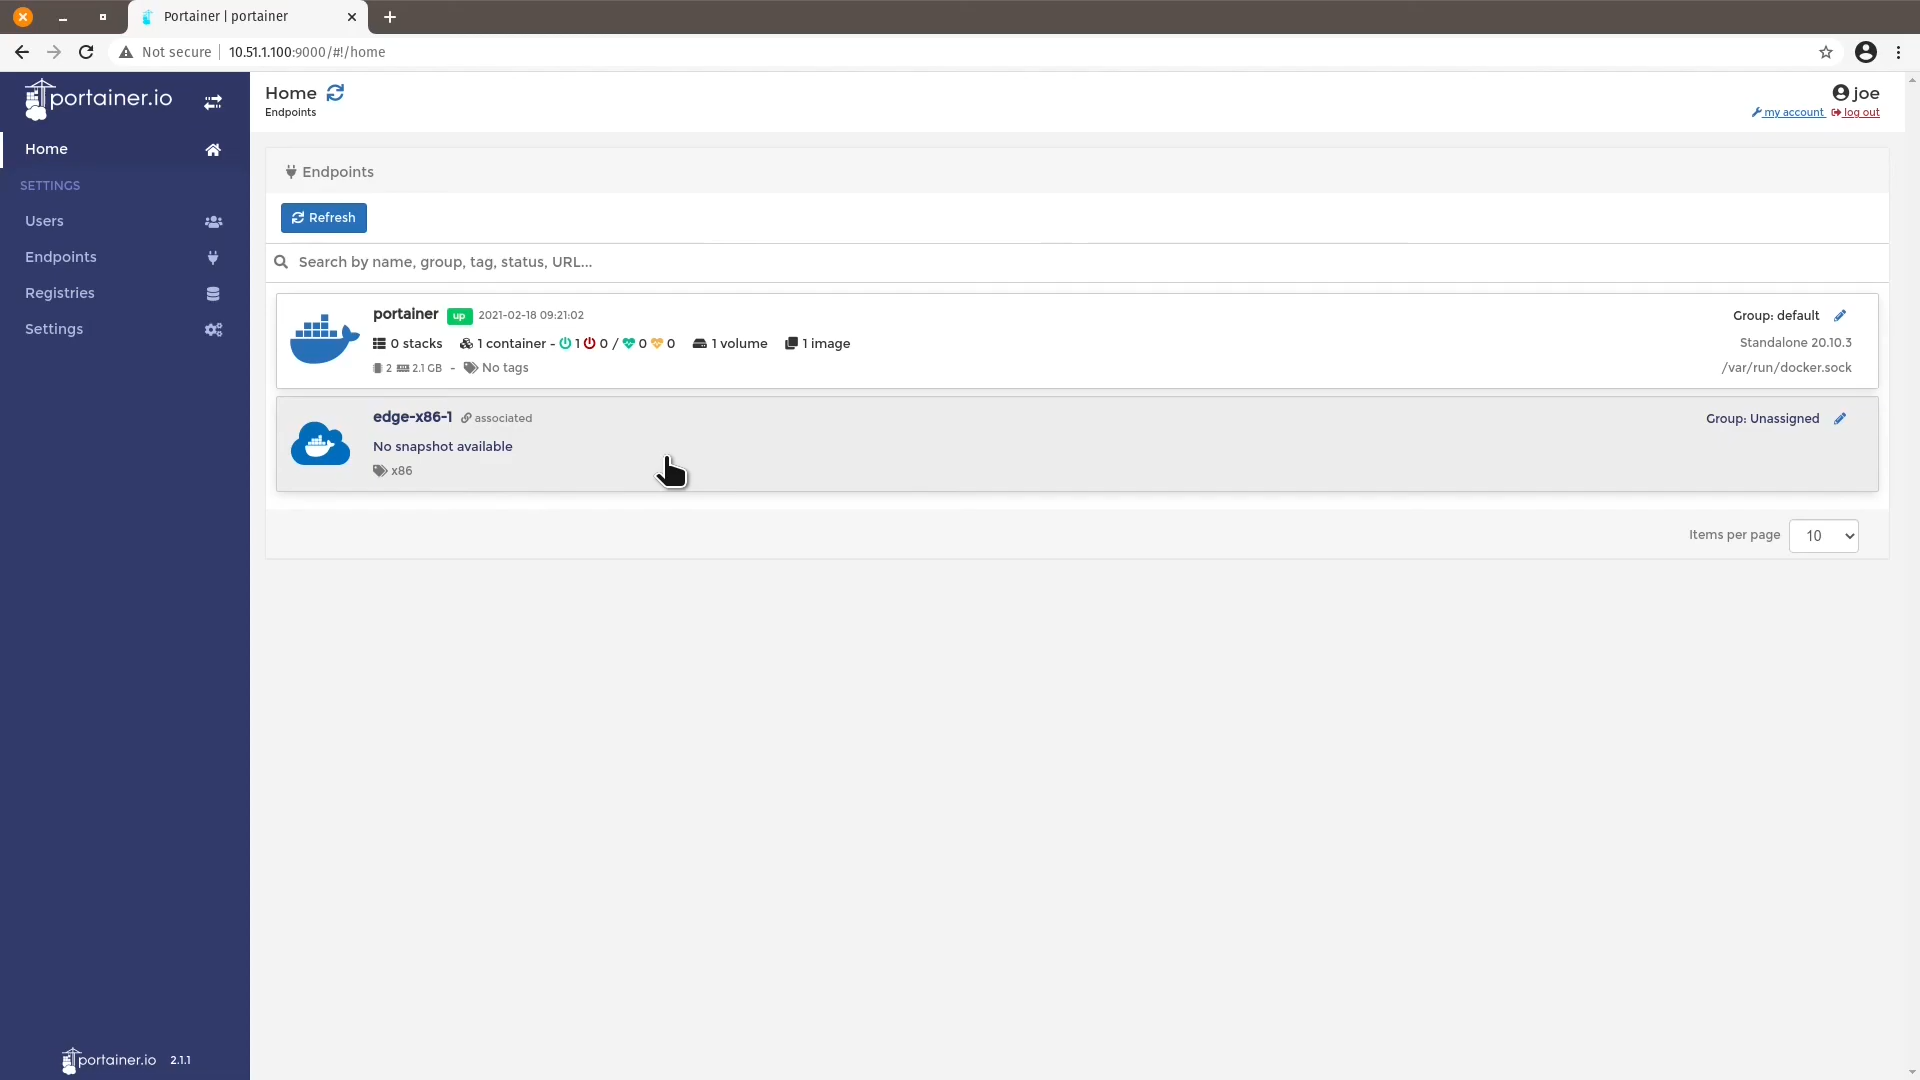 Portainer | portainer
Not secure 10.51.1.100:9000/#!/home
portainer.io
Home
SETTINGS
Users
Endpoints
Registries
Settings
portainer.io 2.1.1
Home
Endpoints
joe
my account log out
Endpoints
Refresh
Search by name, group, tag, status, URL...
portainer up 2021-02-18 09:21:02 Group: default
0 stacks 1 container - 1 0 / 0 0 1 volume 1 image Standalone 20.10.3
2 2.1 GB - No tags /var/run/docker.sock
edge-x86-1 associated Group: Unassigned
No snapshot available
x86
Items per page 10